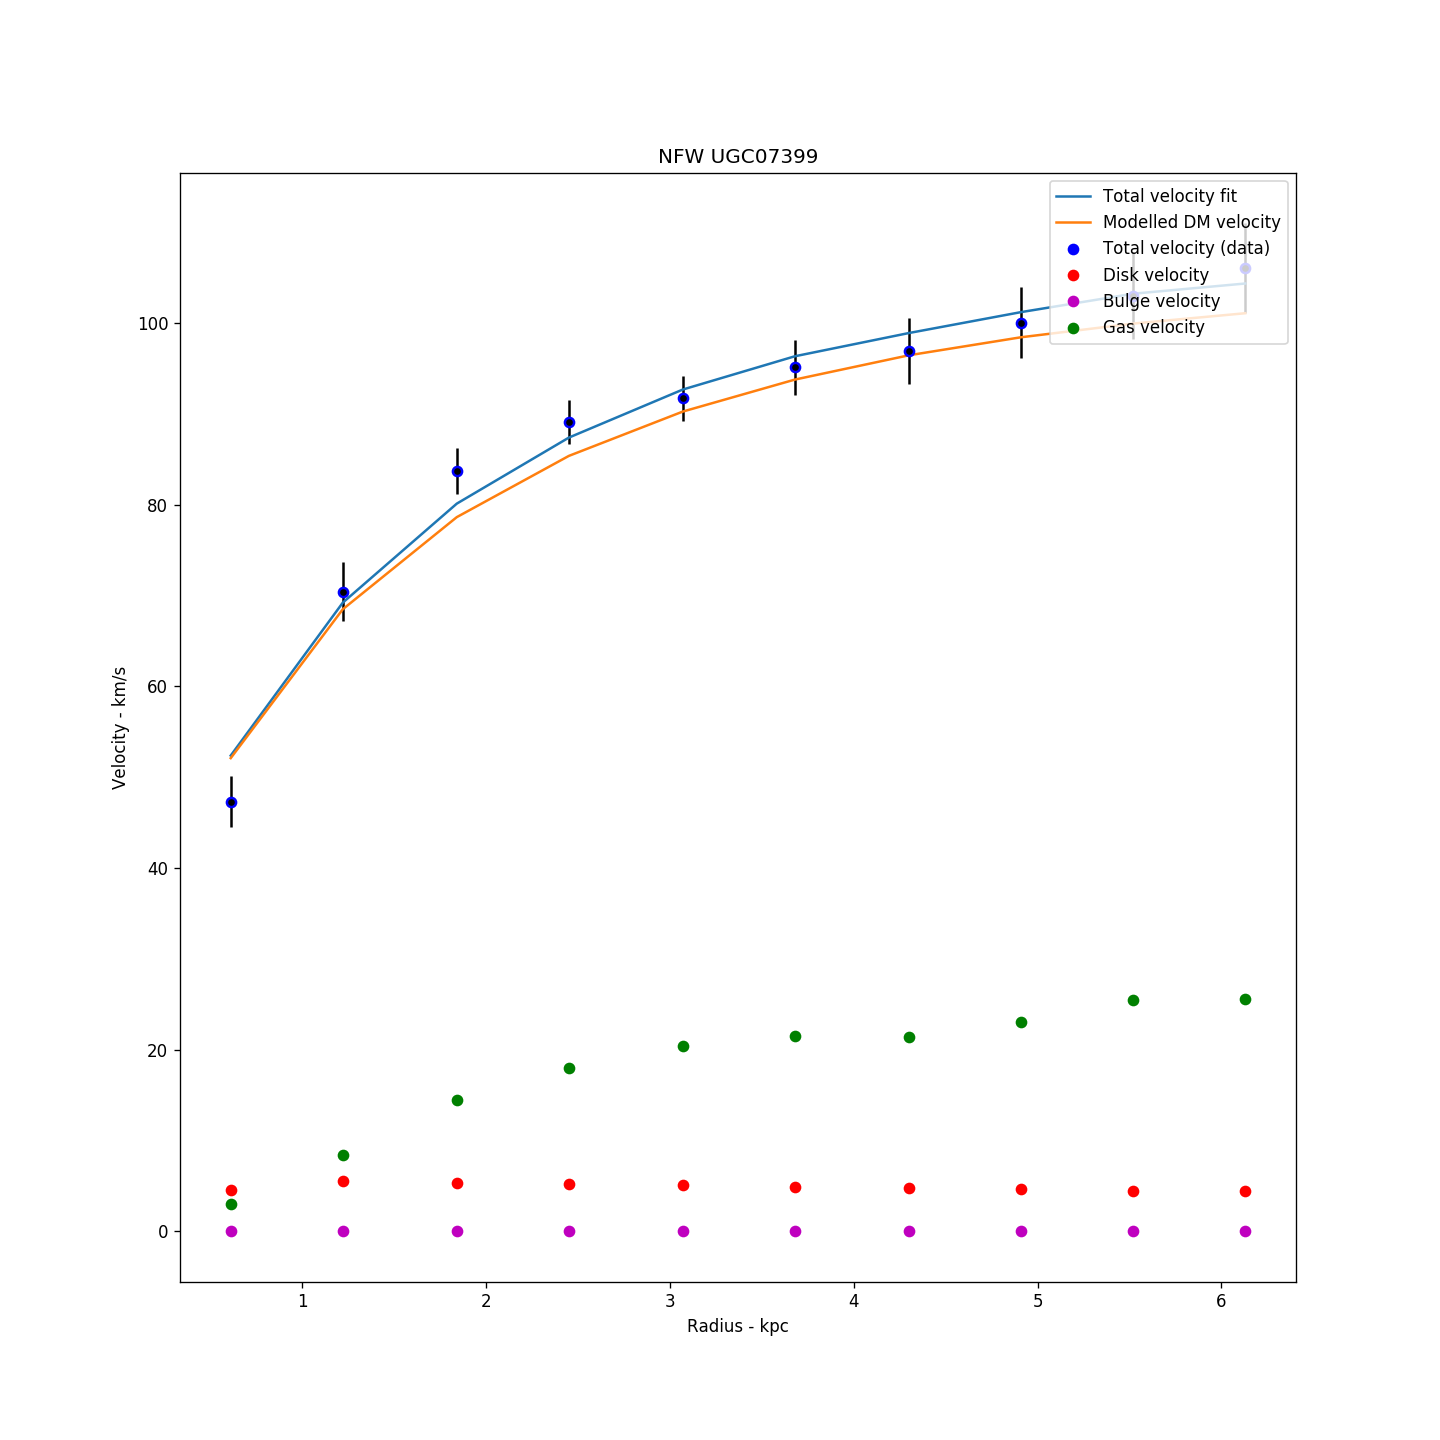 NFW UGC07399
Total velocity fit
Modelled DM velocity
Total velocity (data)
Disk velocity
Bulge velocity
Gas velocity
100
80
60
40
20
0
Velocity - km/s
1 2 3 4 5 6
Radius - kpc